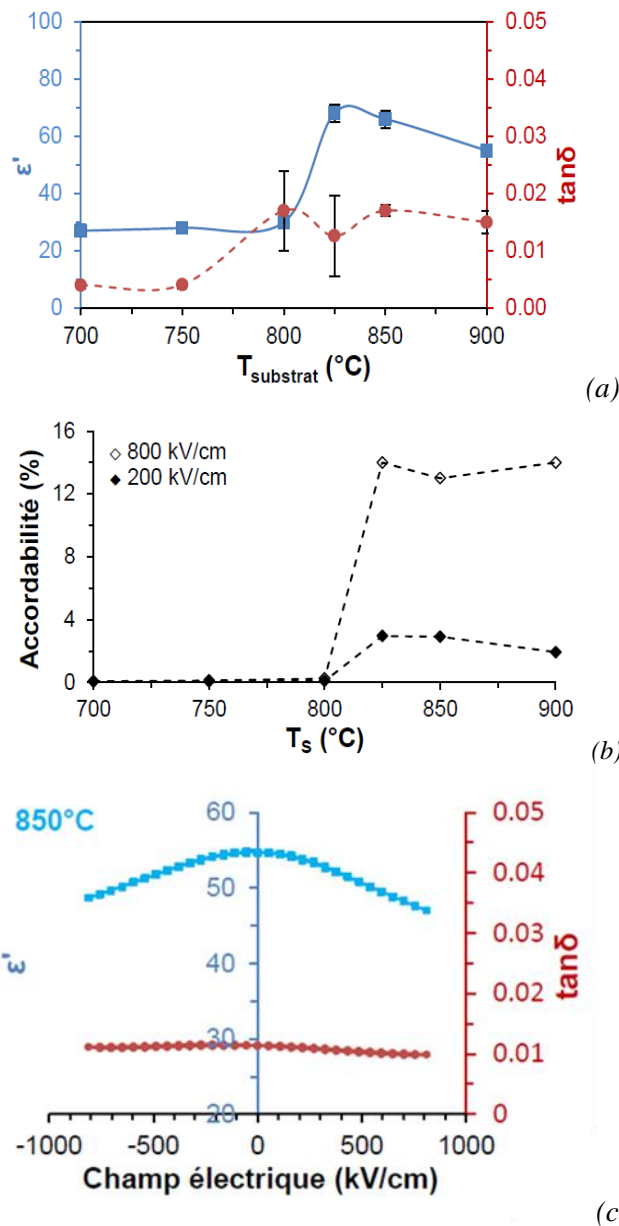 100 0.05
80 0.04
60 0.03
40 0.02
20 0.01
0 0.00
ε' tanδ
700 750 800 850 900
Tsubstrat (°C)
(a)
16
12
8
4
0
Accordabilité (%)
◇ 800 kV/cm
◆ 200 kV/cm
700 750 800 850 900
TS (°C)
(b)
850°C
60 0.05
50 0.04
40 0.03
0.02
30 0.01
20 0
ε' tanδ
-1000 -500 0 500 1000
Champ électrique (kV/cm)
(c